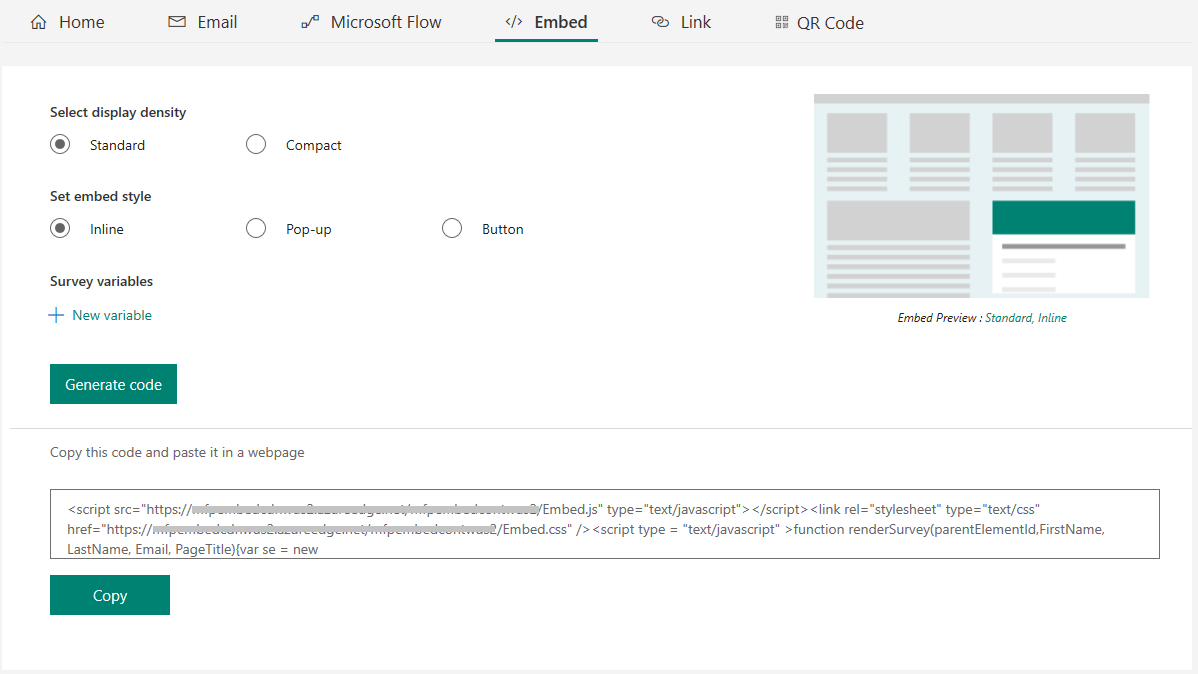 Home Email Microsoft Flow </> Embed Link QR Code
Select display density
Standard Compact
Set embed style
Inline Pop-up Button
Survey variables
New variable
Embed Preview : Standard, Inline
Generate code
Copy this code and paste it in a webpage
<script src="https:///Embed.js" type="text/javascript"></script><link rel="stylesheet" type="text/css"
href="https:///Embed.css" /><script type = "text/javascript" >function renderSurvey(parentElementId,FirstName,
LastName, Email, PageTitle){var se = new
Copy